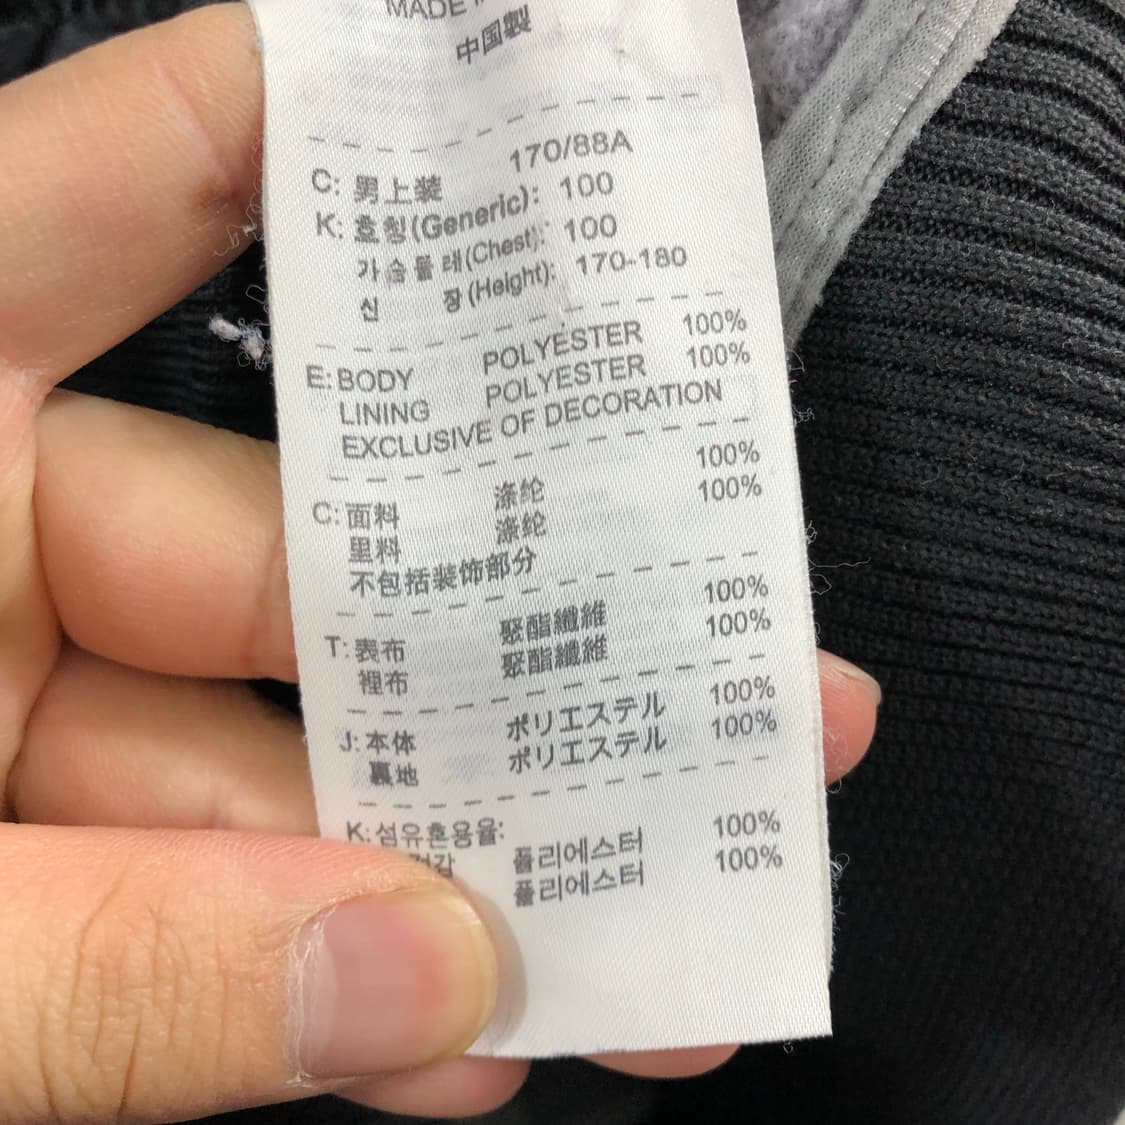 MADE
中国製
C: 男上装 170/88A
K: 호칭(Generic): 100
가슴둘레(Chest): 100
신 장(Height): 170-180
E: BODY POLYESTER 100%
LINING POLYESTER 100%
EXCLUSIVE OF DECORATION
C: 面料 涤纶 100%
里料 涤纶 100%
不包括装饰部分
T: 表布 聚酯纖維 100%
裡布 聚酯纖維 100%
J: 本体 ポリエステル 100%
裏地 ポリエステル 100%
K: 섬유혼용율:
겉감 폴리에스터 100%
폴리에스터 100%